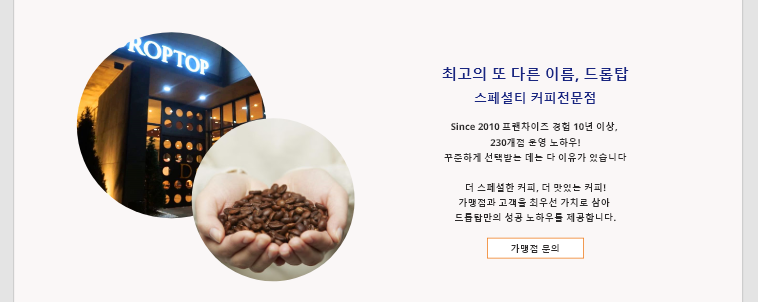 ROPTOP
최고의 또 다른 이름, 드롭탑
스페셜티 커피전문점
Since 2010 프랜차이즈 경험 10년 이상,
230개점 운영 노하우!
꾸준하게 선택받는 데는 다 이유가 있습니다
더 스페셜한 커피, 더 맛있는 커피!
가맹점과 고객을 최우선 가치로 삼아
드롭탑만의 성공 노하우를 제공합니다.
가맹점 문의